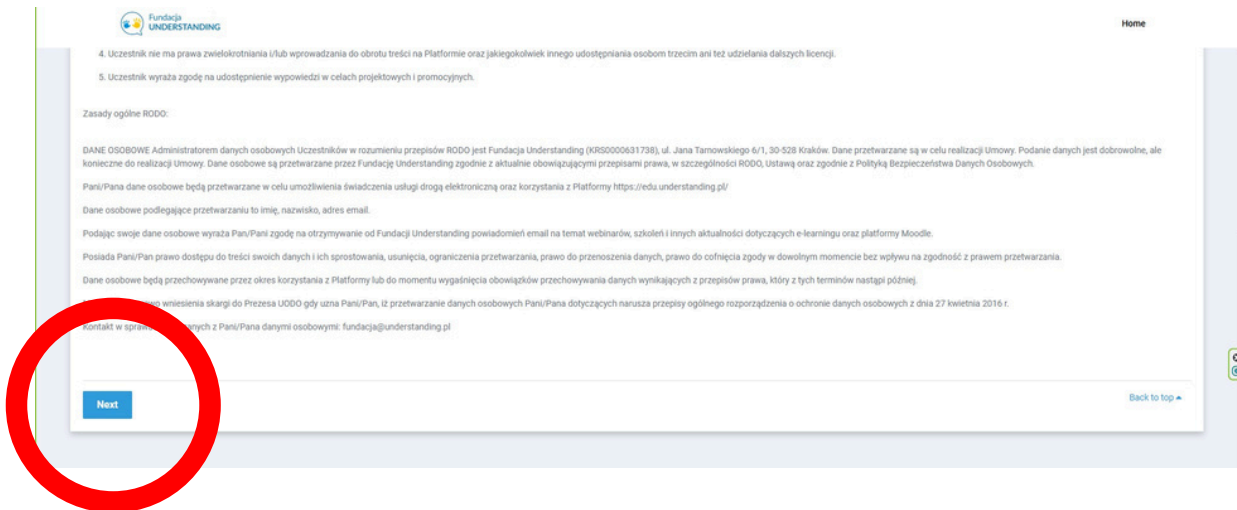 Fundacja
UNDERSTANDING
Home
4. Uczestnik nie ma prawa zwielokrotniania i/lub wprowadzania do obrotu treści na Platformie oraz jakiegokolwiek innego udostępniania osobom trzecim ani też udzielania dalszych licencji.
5. Uczestnik wyraża zgodę na udostępnienie wypowiedzi w celach projektowych i promocyjnych.
Zasady ogólne RODO:
DANE OSOBOWE Administratorem danych osobowych Uczestników w rozumieniu przepisów RODO jest Fundacja Understanding (KRS0000631738), ul. Jana Tarnowskiego 6/1, 30-528 Kraków. Dane przetwarzane są w celu realizacji Umowy. Podanie danych jest dobrowolne, ale
konieczne do realizacji Umowy. Dane osobowe są przetwarzane przez Fundację Understanding zgodnie z aktualnie obowiązującymi przepisami prawa, w szczególności RODO, Ustawą oraz zgodnie z Polityką Bezpieczeństwa Danych Osobowych.
Pani/Pana dane osobowe będą przetwarzane w celu umożliwienia świadczenia usługi drogą elektroniczną oraz korzystania z Platformy https://edu.understanding.pl/
Dane osobowe podlegające przetwarzaniu to imię, nazwisko, adres email.
Podając swoje dane osobowe wyraża Pan/Pani zgodę na otrzymywanie od Fundacji Understanding powiadomień email na temat webinarów, szkoleń i innych aktualności dotyczących e-learningu oraz platformy Moodle.
Posiada Pani/Pan prawo dostępu do treści swoich danych i ich sprostowania, usunięcia, ograniczenia przetwarzania, prawo do przenoszenia danych, prawo do cofnięcia zgody w dowolnym momencie bez wpływu na zgodność z prawem przetwarzania.
Dane osobowe będą przechowywane przez okres korzystania z Platformy lub do momentu wygaśnięcia obowiązków przechowywania danych wynikających z przepisów prawa, który z tych terminów nastąpi później.
wniesienia skargi do Prezesa UODO gdy uzna Pani/Pan, iż przetwarzanie danych osobowych Pani/Pana dotyczących narusza przepisy ogólnego rozporządzenia o ochronie danych osobowych z dnia 27 kwietnia 2016 r.
Kontakt w z Pani/Pana danymi osobowymi: fundacja@understanding.pl
Next
Back to top